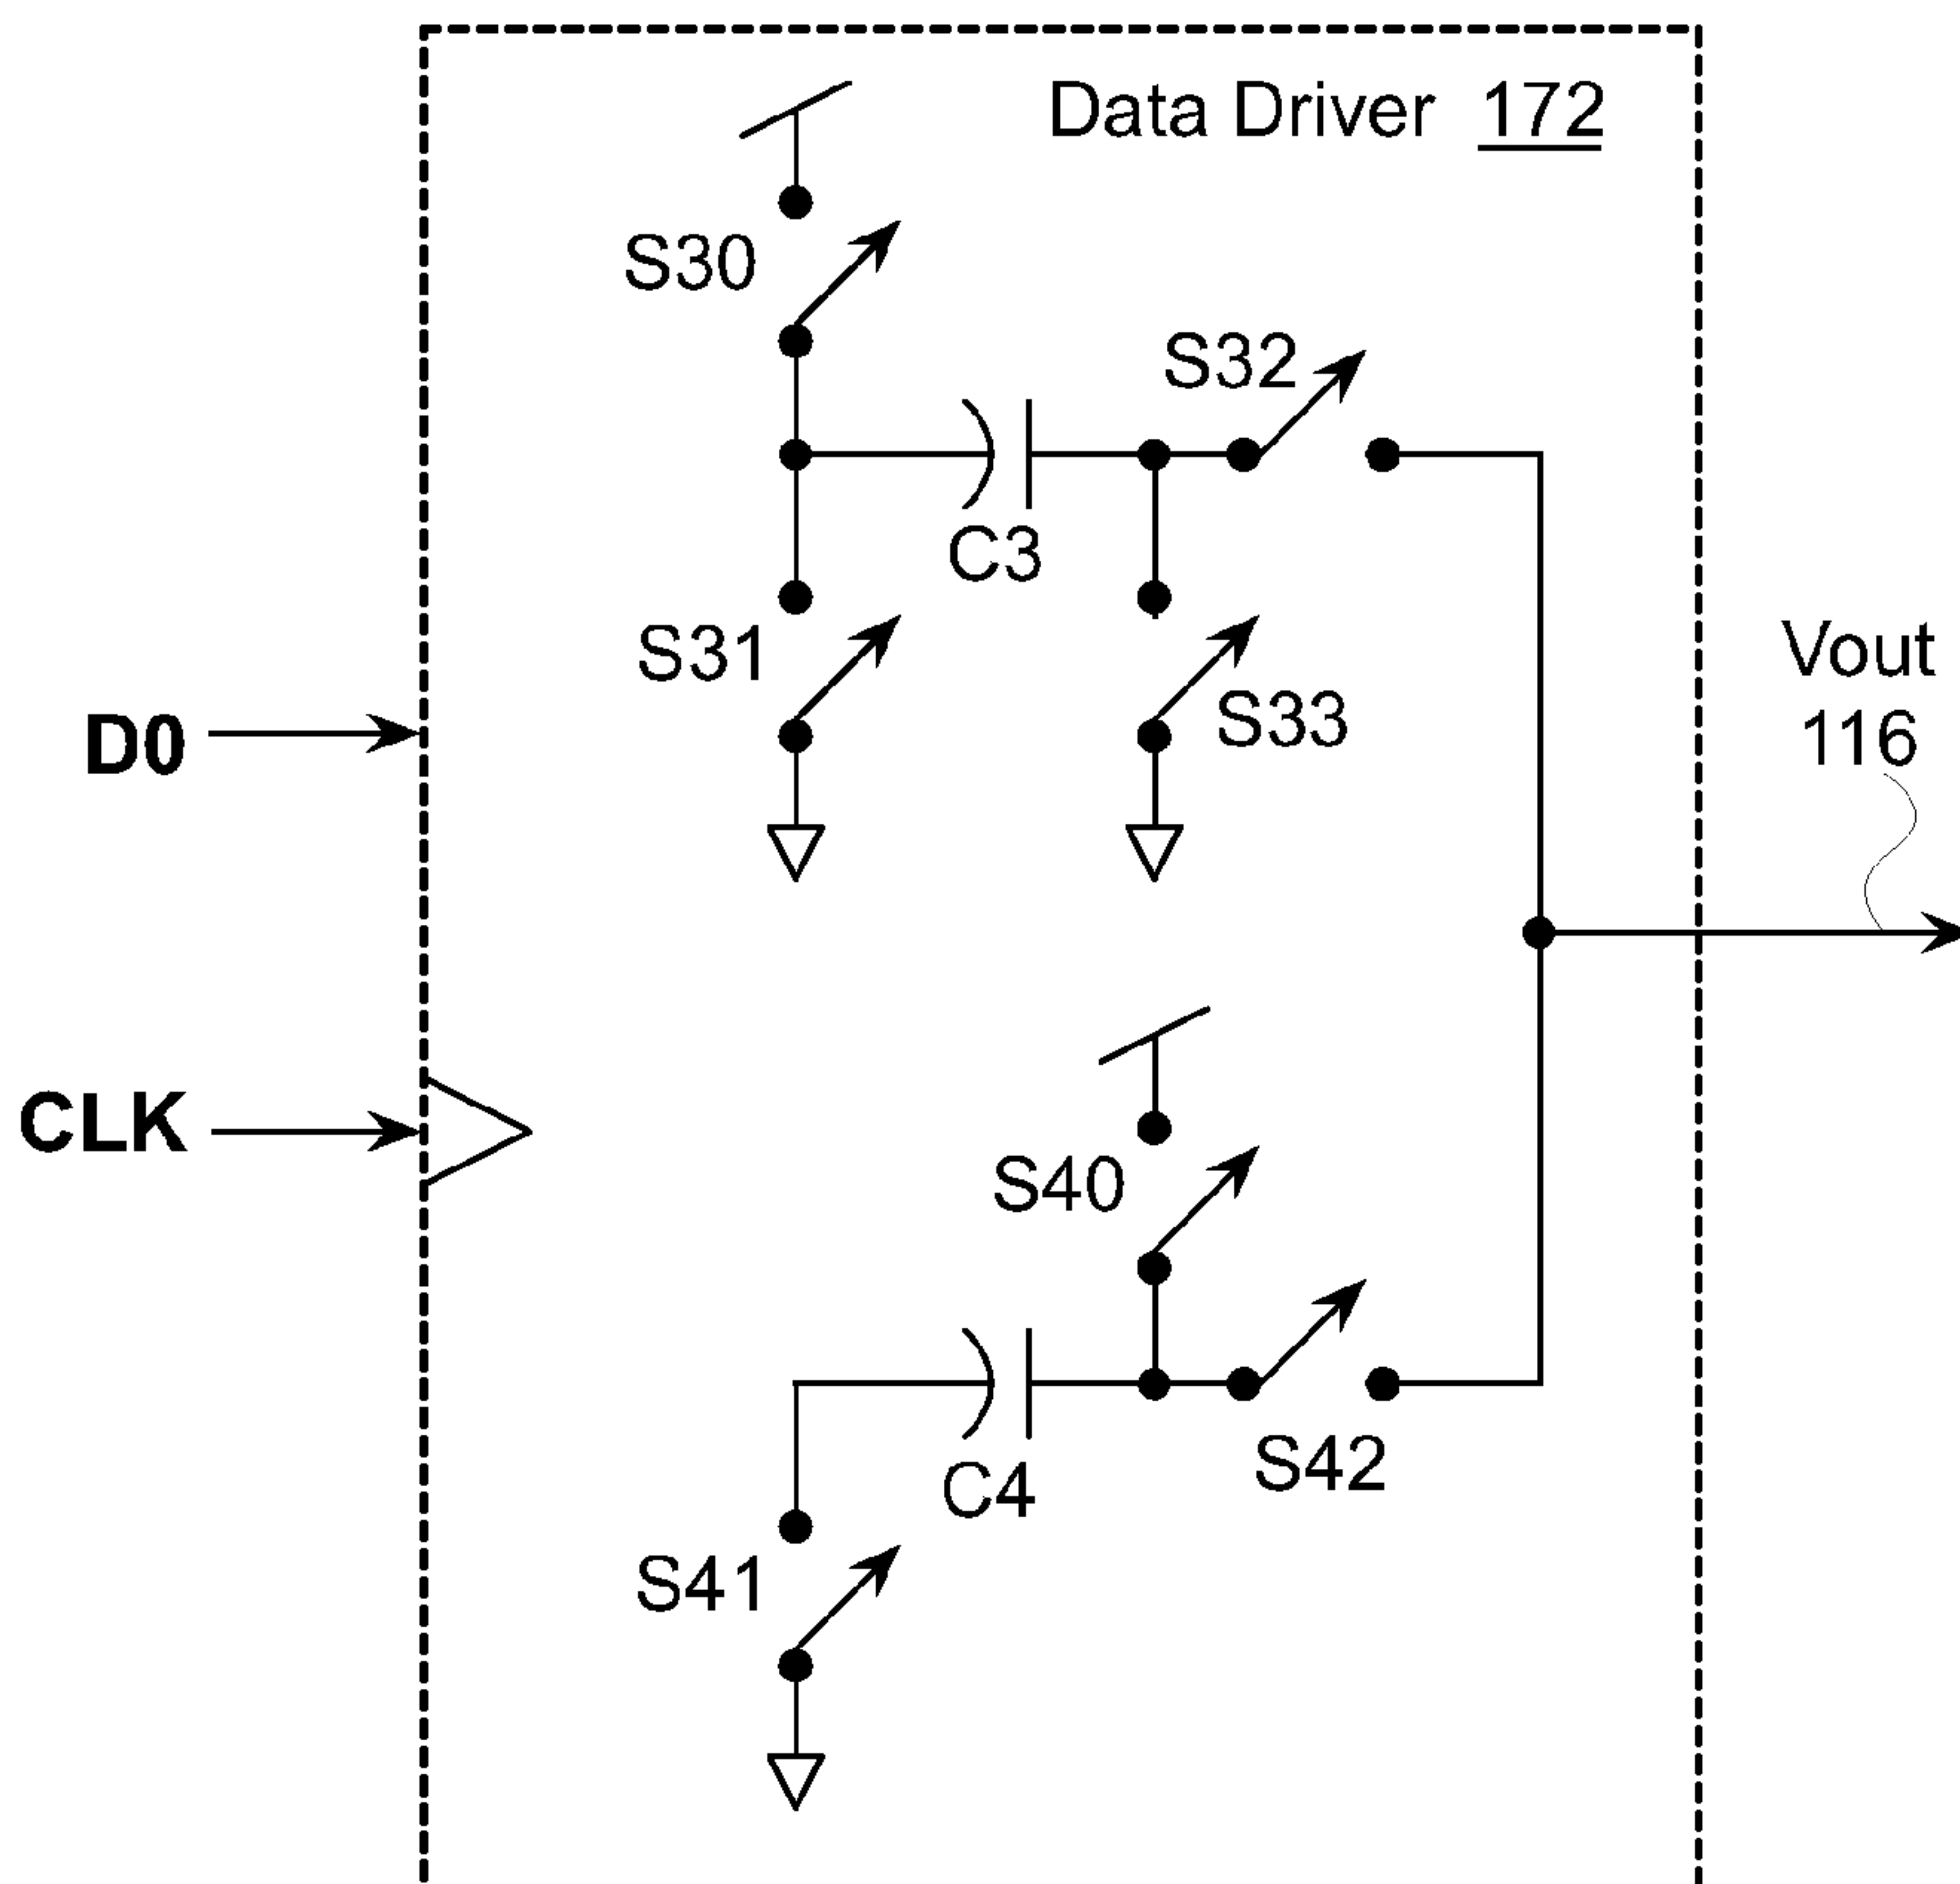 Data Driver 172
S30
S32
C3
S31
S33
D0
Vout
116
CLK
S40
S42
C4
S41